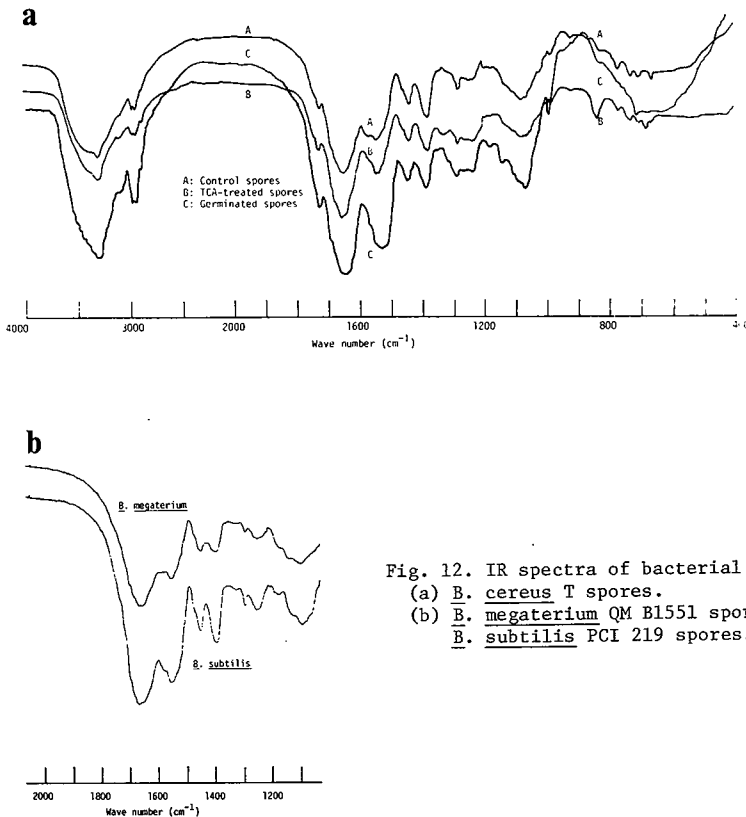 a
A
C
B
A
B
C
A
C
B
A: Control spores
B: TCA-treated spores
C: Germinated spores
4000 3000 2000 1600 1200 800
Wave number (cm⁻¹)
b
B. megaterium
B. subtilis
2000 1800 1600 1400 1200
Wave number (cm⁻¹)
Fig. 12. IR spectra of bacterial
(a) B. cereus T spores.
(b) B. megaterium QM B1551 spor
B. subtilis PCI 219 spores.